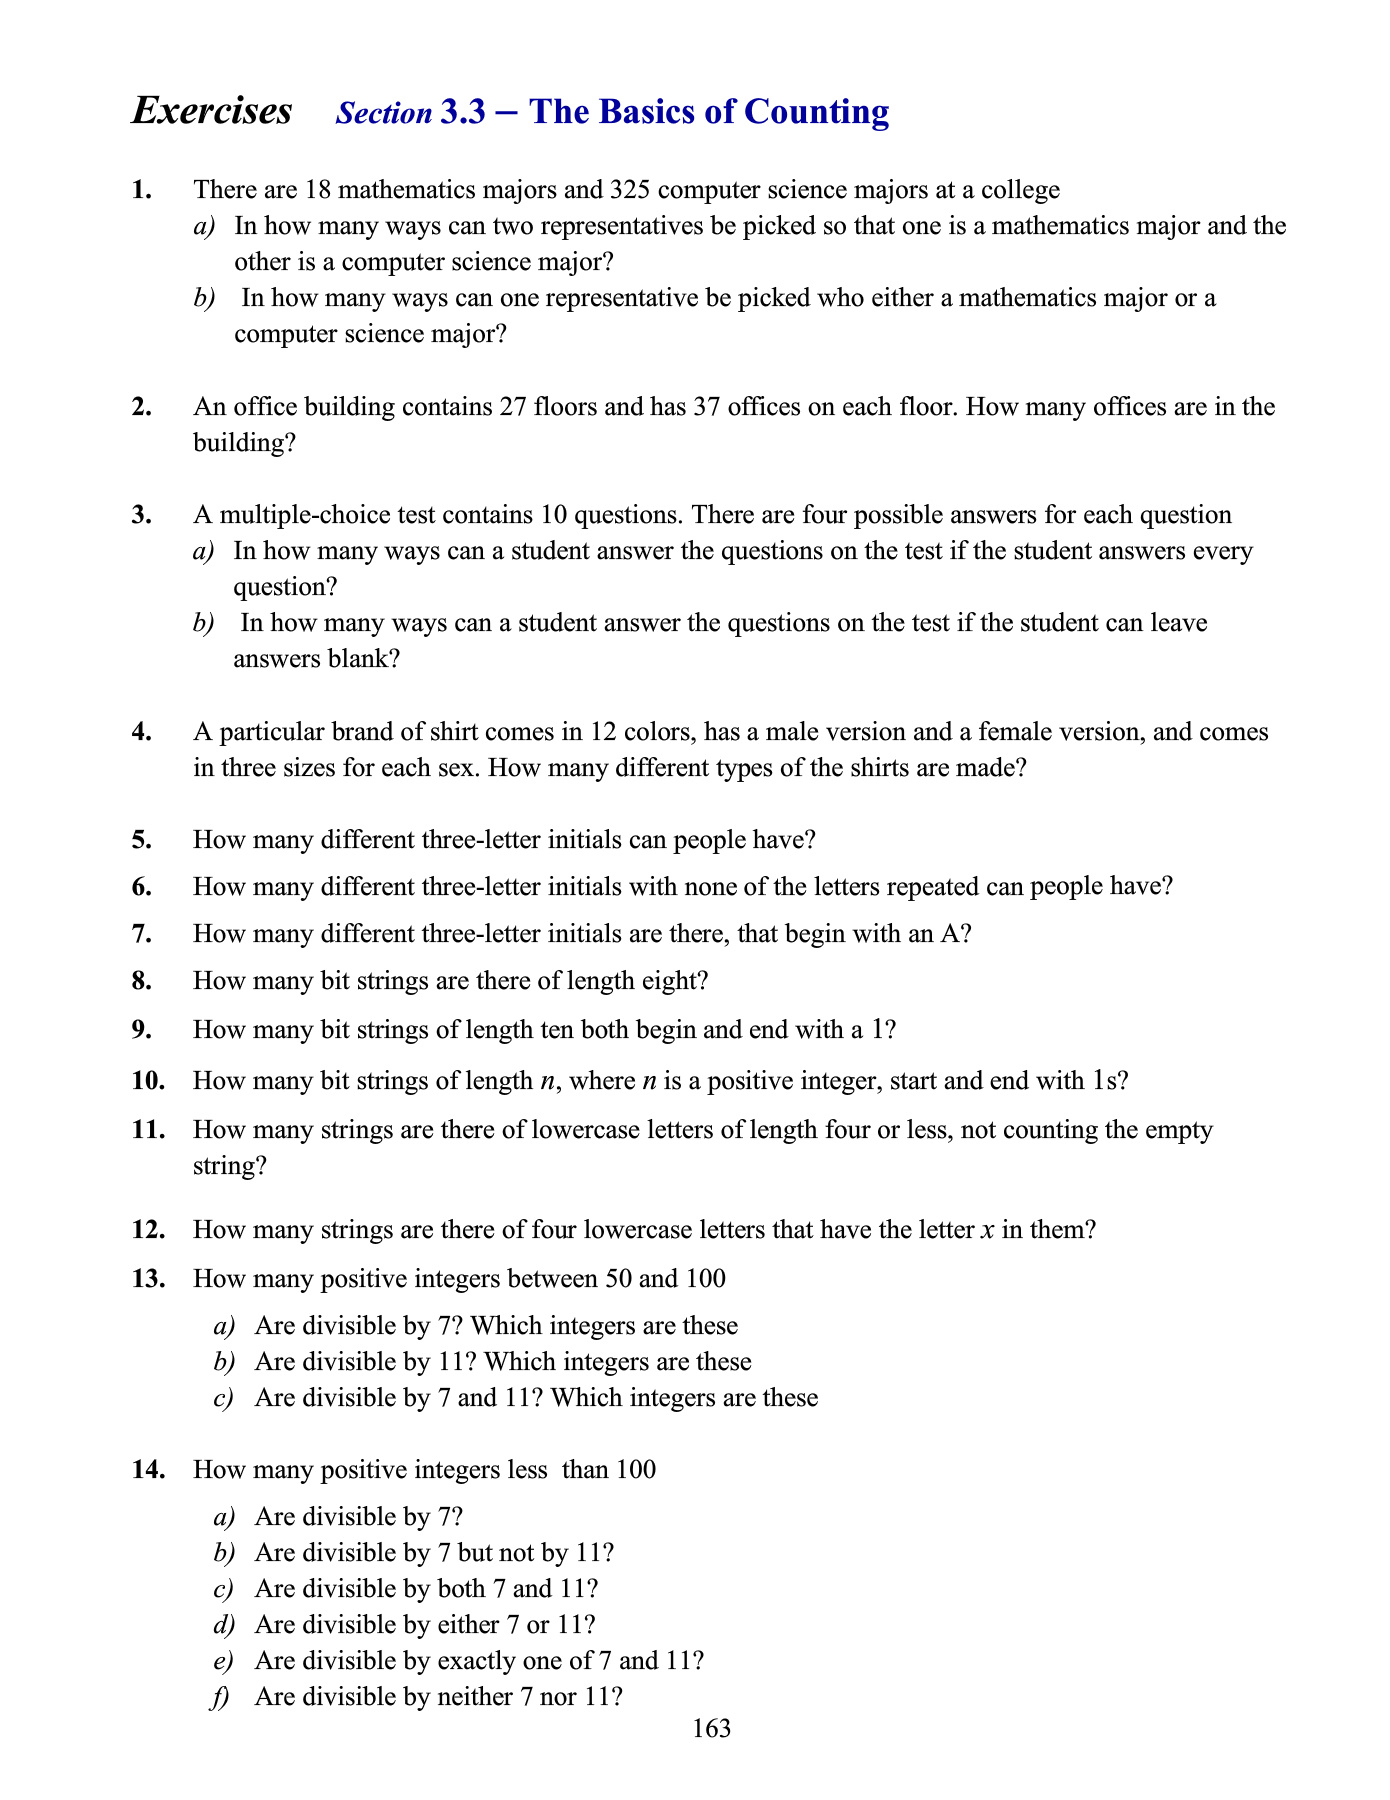 Exercises Section 3.3 – The Basics of Counting
1. There are 18 mathematics majors and 325 computer science majors at a college
a) In how many ways can two representatives be picked so that one is a mathematics major and the
other is a computer science major?
b) In how many ways can one representative be picked who either a mathematics major or a
computer science major?
2. An office building contains 27 floors and has 37 offices on each floor. How many offices are in the
building?
3. A multiple-choice test contains 10 questions. There are four possible answers for each question
a) In how many ways can a student answer the questions on the test if the student answers every
question?
b) In how many ways can a student answer the questions on the test if the student can leave
answers blank?
4. A particular brand of shirt comes in 12 colors, has a male version and a female version, and comes
in three sizes for each sex. How many different types of the shirts are made?
5. How many different three-letter initials can people have?
6. How many different three-letter initials with none of the letters repeated can people have?
7. How many different three-letter initials are there, that begin with an A?
8. How many bit strings are there of length eight?
9. How many bit strings of length ten both begin and end with a 1?
10. How many bit strings of length n, where n is a positive integer, start and end with 1s?
11. How many strings are there of lowercase letters of length four or less, not counting the empty
string?
12. How many strings are there of four lowercase letters that have the letter x in them?
13. How many positive integers between 50 and 100
a) Are divisible by 7? Which integers are these
b) Are divisible by 11? Which integers are these
c) Are divisible by 7 and 11? Which integers are these
14. How many positive integers less than 100
a) Are divisible by 7?
b) Are divisible by 7 but not by 11?
c) Are divisible by both 7 and 11?
d) Are divisible by either 7 or 11?
e) Are divisible by exactly one of 7 and 11?
f) Are divisible by neither 7 nor 11?
163